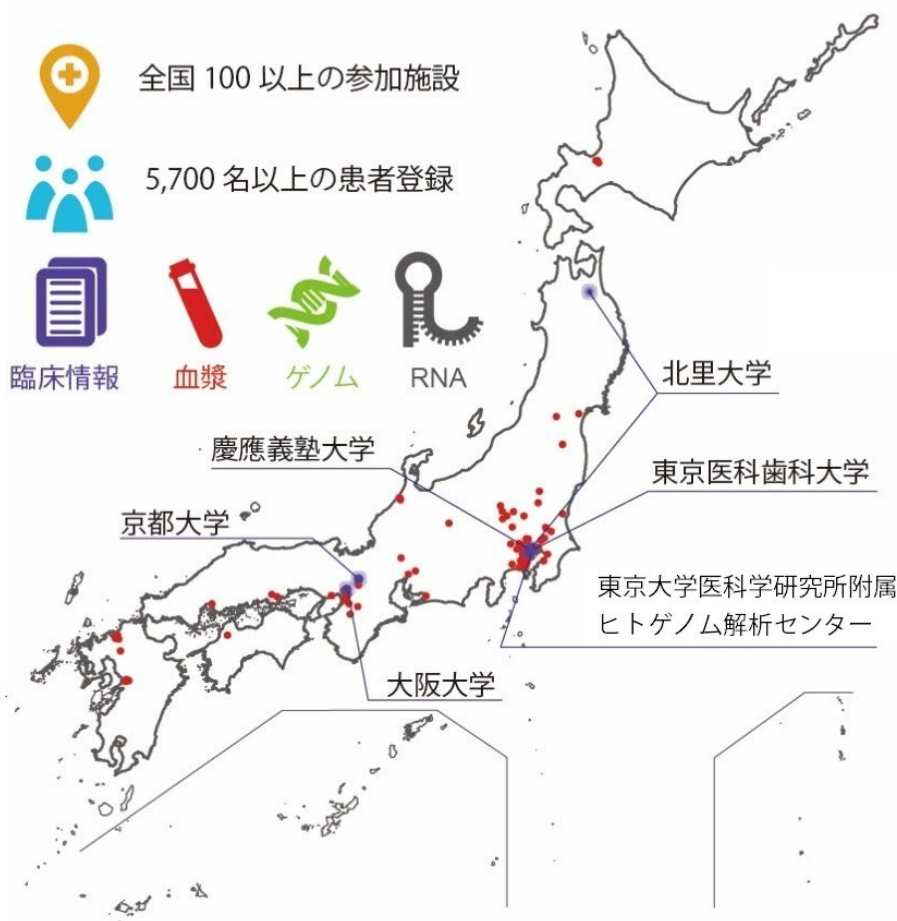 全国 100 以上の参加施設
5,700 名以上の患者登録
臨床情報
血漿
ゲノム
RNA
北里大学
慶應義塾大学
東京医科歯科大学
京都大学
東京大学医科学研究所附属
ヒトゲノム解析センター
大阪大学